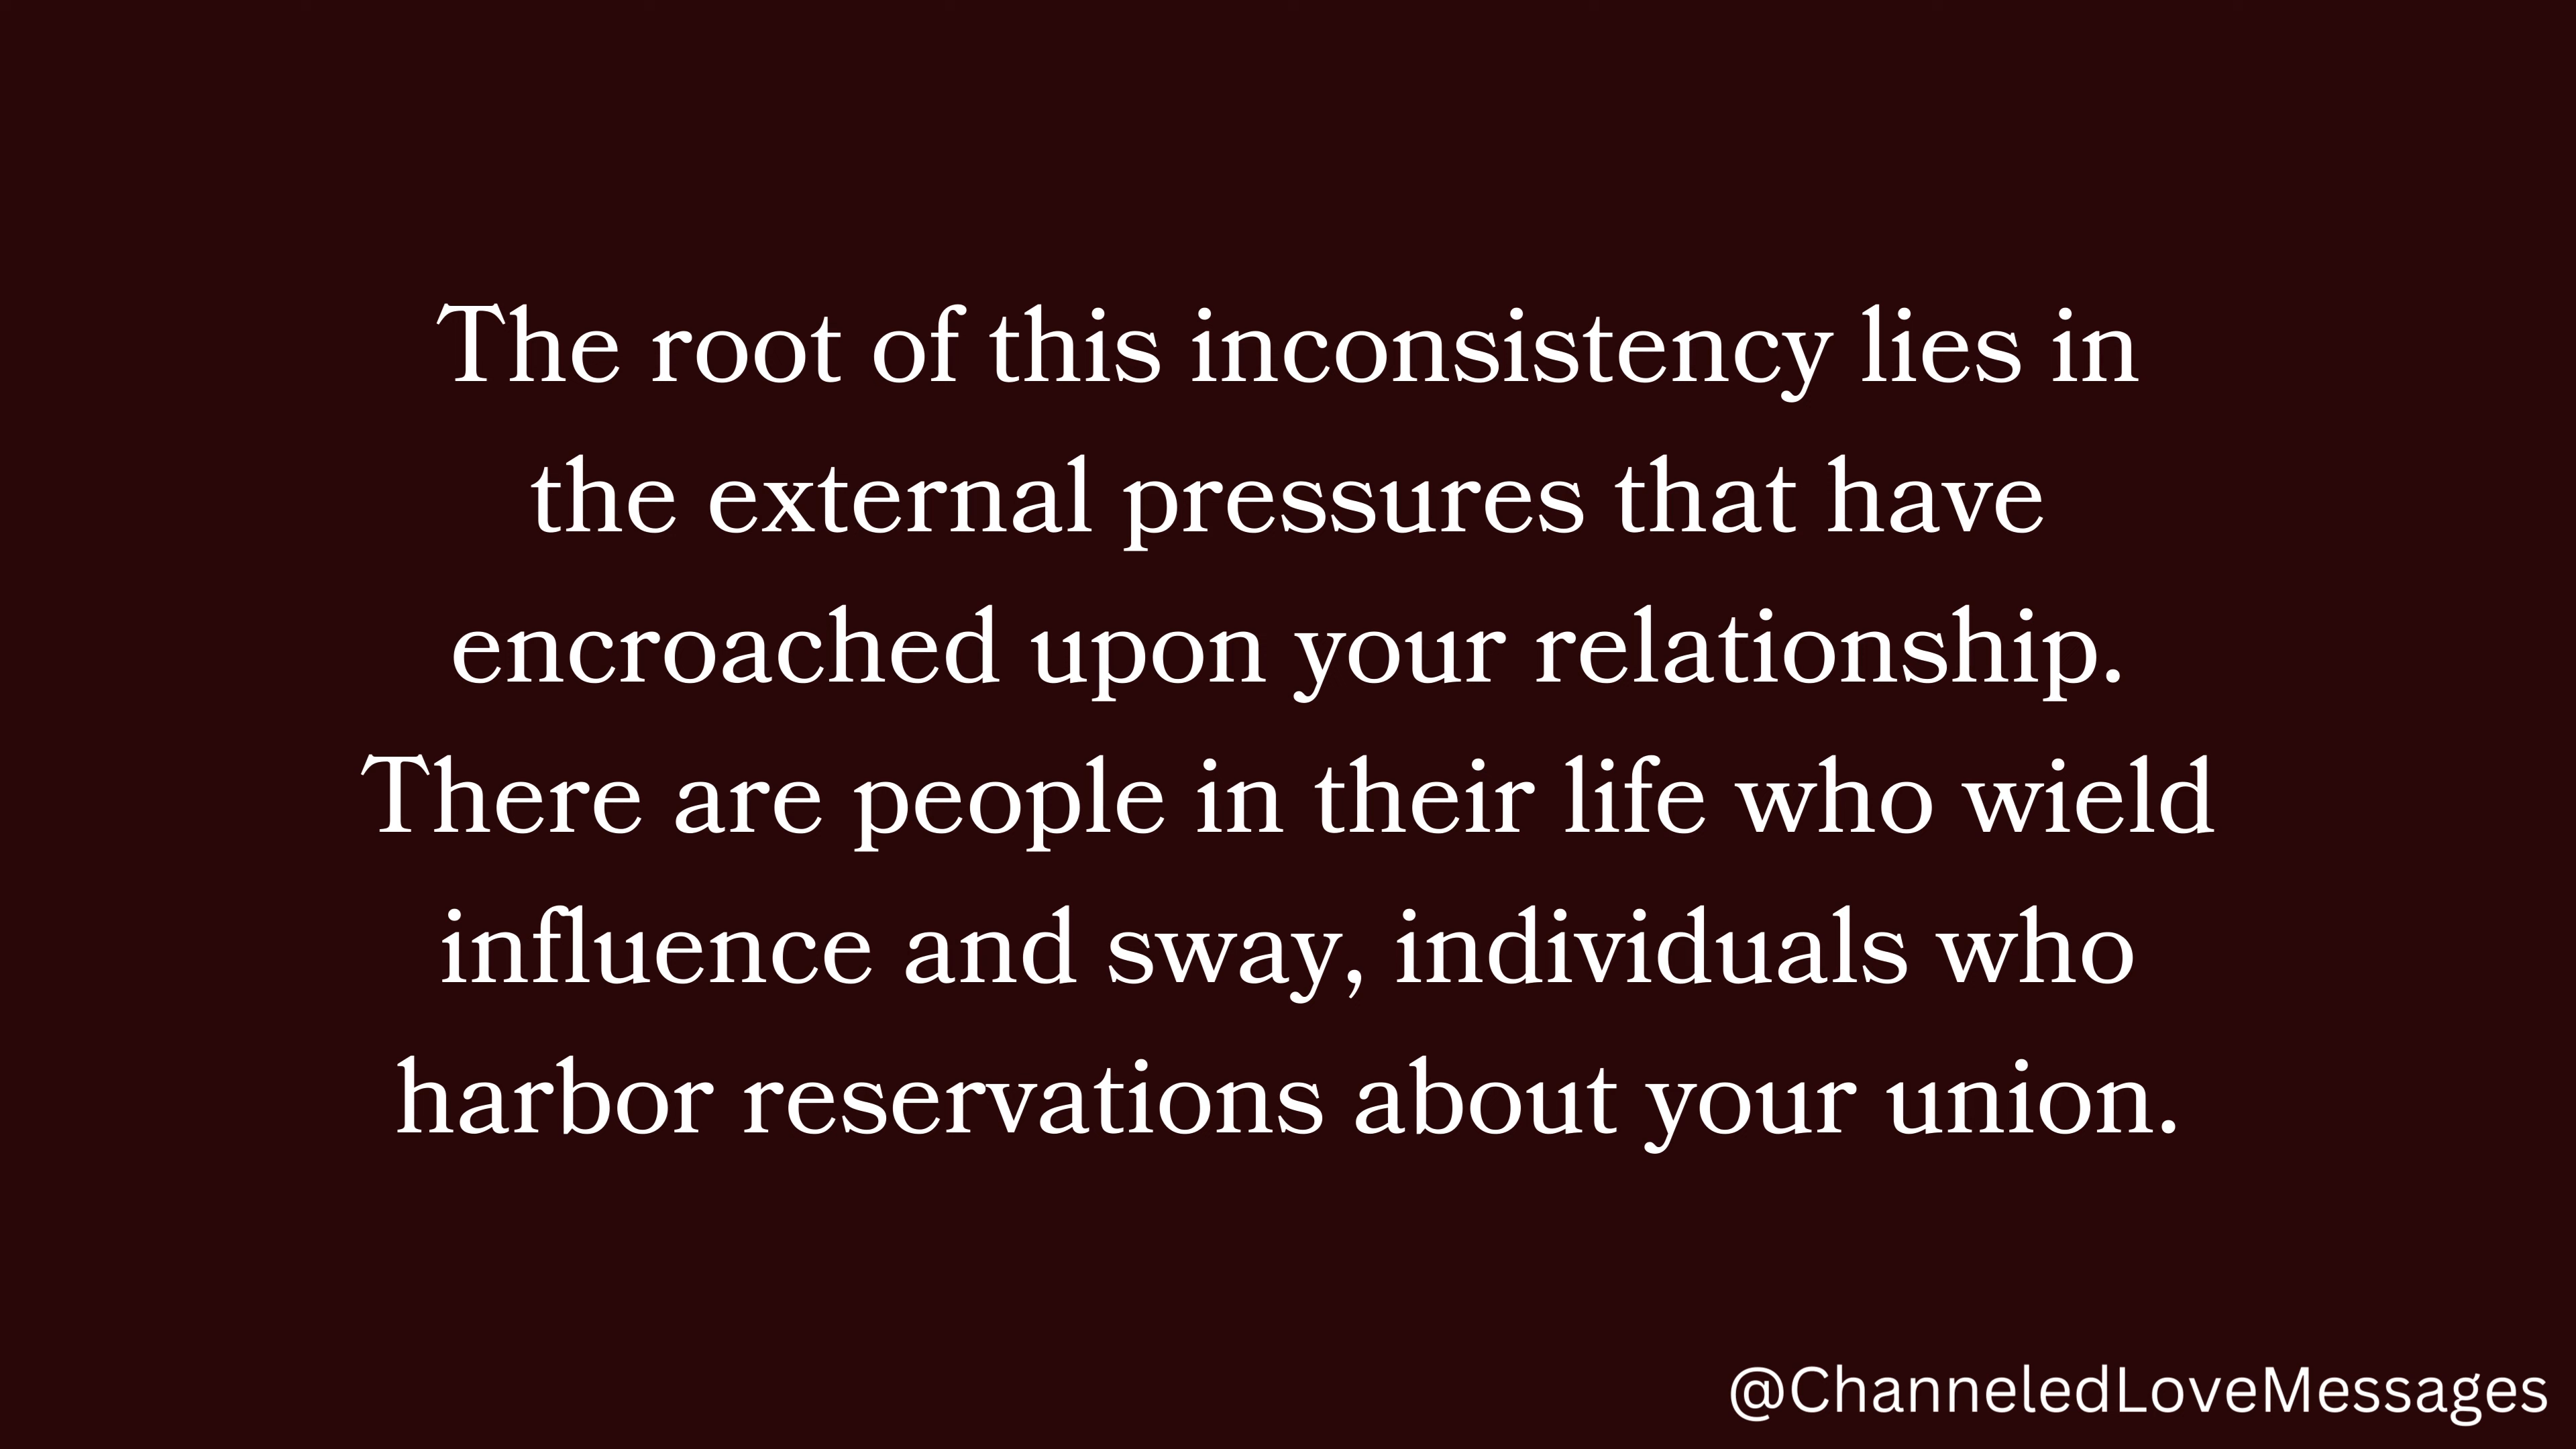 The root of this inconsistency lies in
the external pressures that have
encroached upon your relationship.
There are people in their life who wield
influence and sway, individuals who
harbor reservations about your union.
@ChanneledLoveMessages